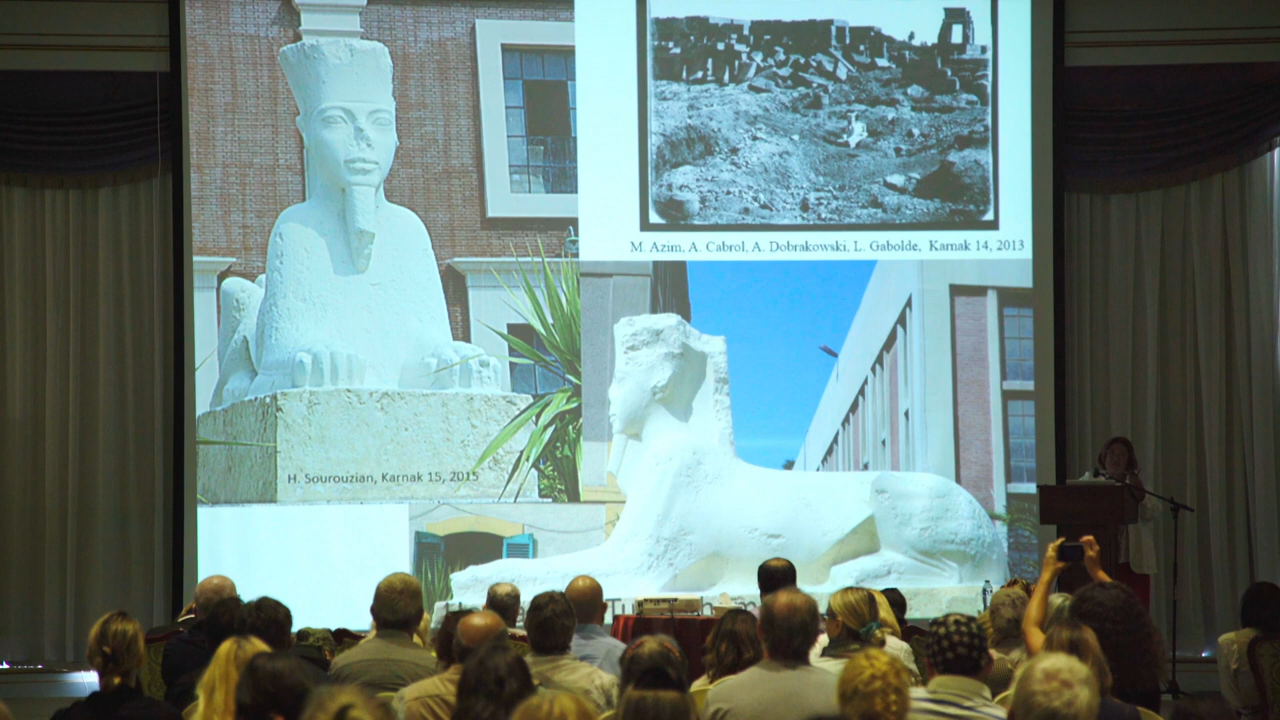 M. Azim, A. Cabrol, A. Dobrakowski, L. Gabolde, Karnak 14, 2013
H. Sourouzian, Karnak 15, 2015